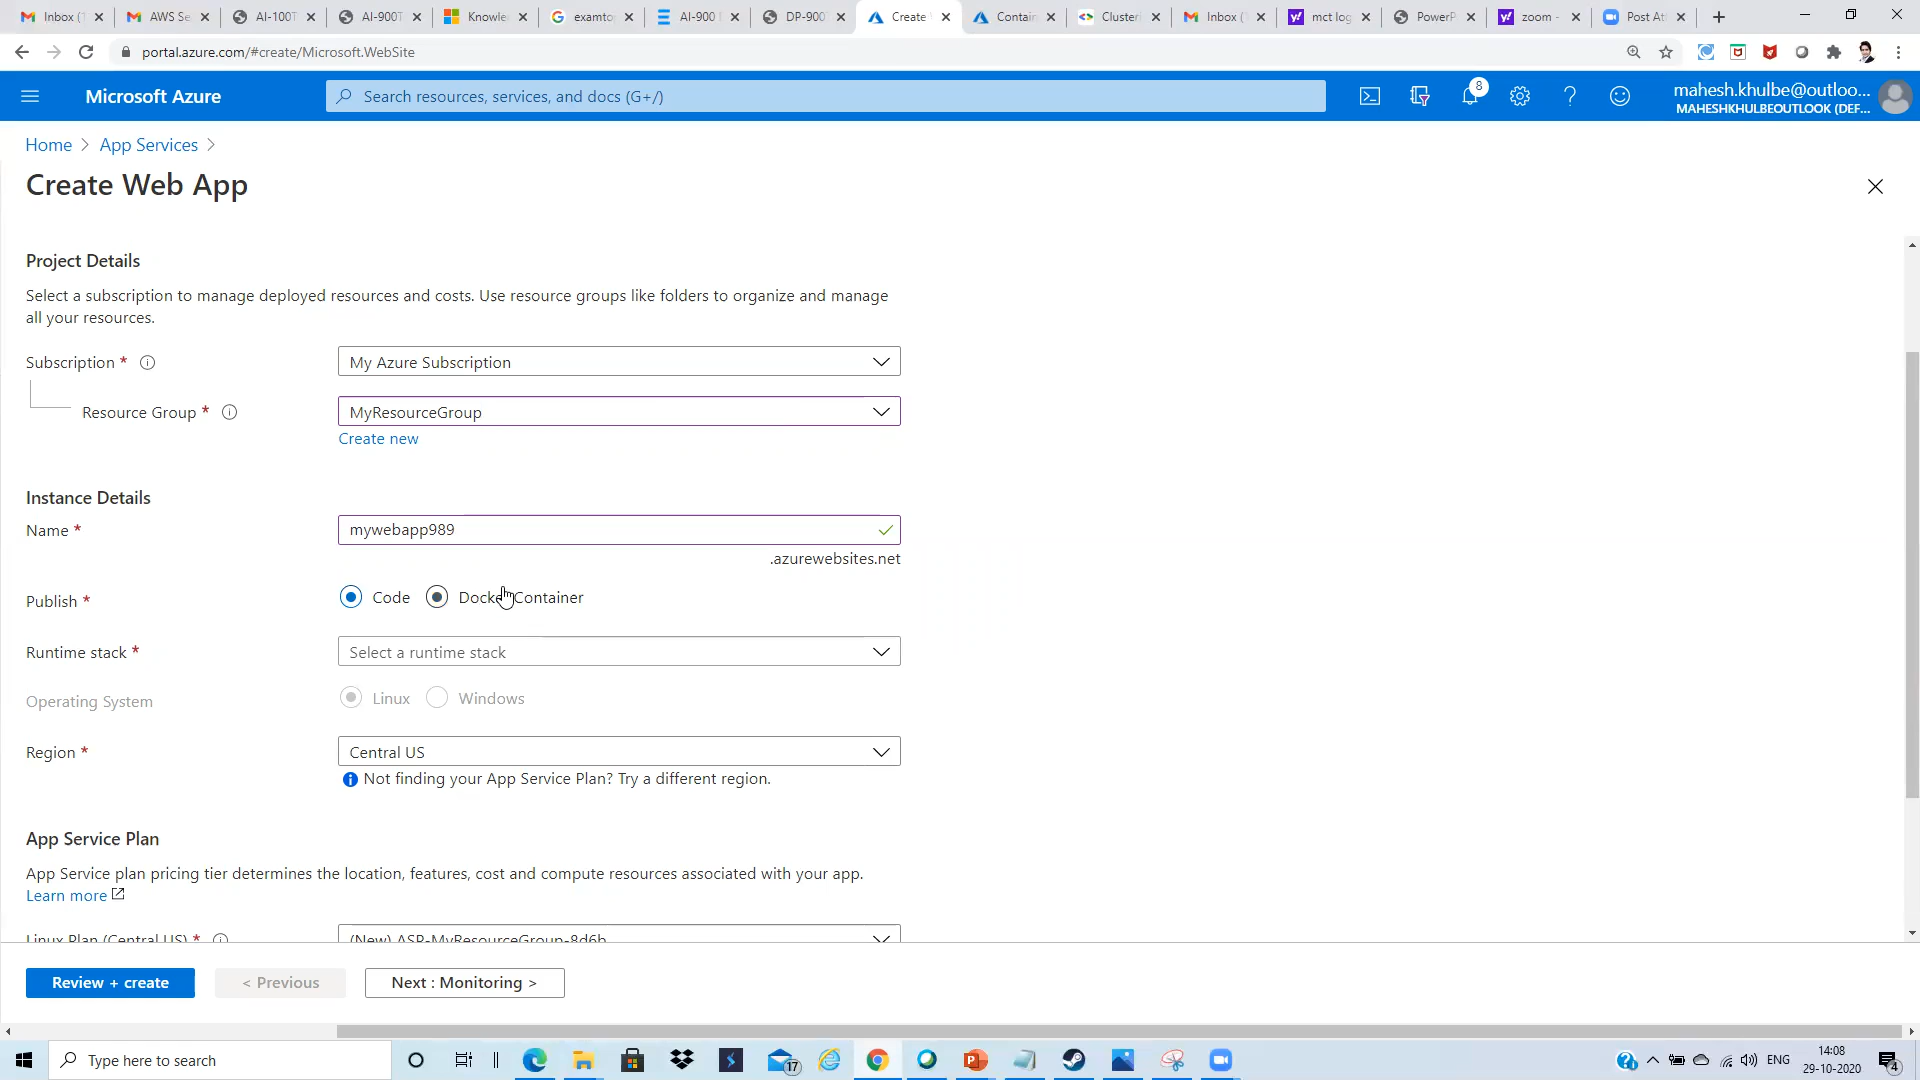 Inbox (1
AWS Se
AI-100T
AI-900T
Knowle
examto
AI-900
DP-900
Create
Contain
Cluster
Inbox (
mct log
PowerP
zoom -
Post At
portal.azure.com/#create/Microsoft.WebSite
Microsoft Azure
Search resources, services, and docs (G+/)
8
mahesh.khulbe@outloo...
MAHESHKHULBEOUTLOOK (DEF...
Home > App Services >
Create Web App
Project Details
Select a subscription to manage deployed resources and costs. Use resource groups like folders to organize and manage
all your resources.
Subscription *
My Azure Subscription
Resource Group *
MyResourceGroup
Create new
Instance Details
Name *
mywebapp989
.azurewebsites.net
Publish *
Code
Docke Container
Runtime stack *
Select a runtime stack
Operating System
Linux
Windows
Region *
Central US
Not finding your App Service Plan? Try a different region.
App Service Plan
App Service plan pricing tier determines the location, features, cost and compute resources associated with your app.
Learn more
Linux Plan (Central US) *
(New) ASP-MyResourceGroup-8d6b
Review + create
< Previous
Next : Monitoring >
Type here to search
17
ENG
14:08
29-10-2020
4